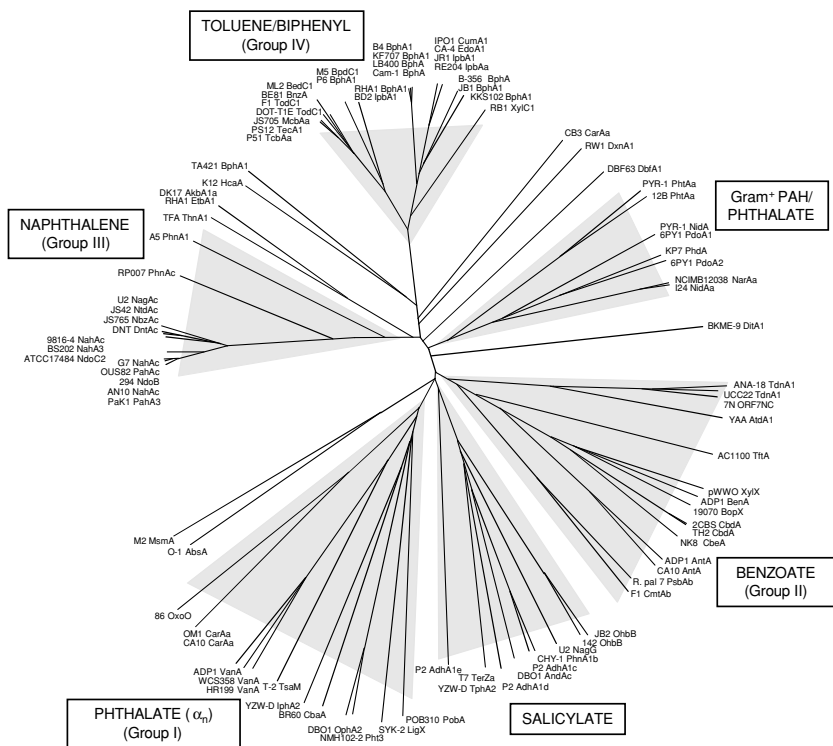 TOLUENE/BIPHENYL
(Group IV)
B4 BphA1
KF707 BphA1
LB400 BphA
Cam-1 BphA
IPO1 CumA1
CA-4 EdoA1
JR1 IpbA1
RE204 IpbAa
B-356 BphA
JB1 BphA1
KKS102 BphA1
RB1 XylC1
M5 BpdC1
P6 BphA1
RHA1 BphA1
BD2 IpbA1
ML2 BedC1
BE81 BnzA
F1 TodC1
DOT-T1E TodC1
JS705 McbAa
PS12 TecA1
P51 TcbAa
TA421 BphA1
K12 HcaA
DK17 AkbA1a
RHA1 EtbA1
TFA ThnA1
CB3 CarAa
RW1 DxnA1
DBF63 DbfA1
NAPHTHALENE
(Group III)
A5 PhnA1
RP007 PhnAc
U2 NagAc
JS42 NtdAc
JS765 NbzAc
DNT DntAc
9816-4 NahAc
BS202 NahA3
ATCC17484 NdoC2
G7 NahAc
OUS82 PahAc
294 NdoB
AN10 NahAc
PaK1 PahA3
PYR-1 PhtAa
12B PhtAa
Gram+ PAH/
PHTHALATE
PYR-1 NidA
6PY1 PdoA1
KP7 PhdA
6PY1 PdoA2
NCIMB12038 NarAa
I24 NidAa
BKME-9 DitA1
ANA-18 TdnA1
UCC22 TdnA1
7N ORF7NC
YAA AtdA1
AC1100 TftA
pWWO XylX
ADP1 BenA
19070 BopX
2CBS CbdA
TH2 CbdA
NK8 CbeA
ADP1 AntA
CA10 AntA
R. pal 7 PsbAb
F1 CmtAb
BENZOATE
(Group II)
M2 MsmA
O-1 AbsA
86 OxoO
OM1 CarAa
CA10 CarAa
ADP1 VanA
WCS358 VanA
HR199 VanA
T-2 TsaM
YZW-D IphA2
BR60 CbaA
DBO1 OphA2
NMH102-2 Pht3
SYK-2 LigX
POB310 PobA
PHTHALATE (αn)
(Group I)
P2 AdhA1e
T7 TerZa
YZW-D TphA2
P2 AdhA1d
DBO1 AndAc
P2 AdhA1c
CHY-1 PhnA1b
U2 NagG
142 OhbB
JB2 OhbB
SALICYLATE